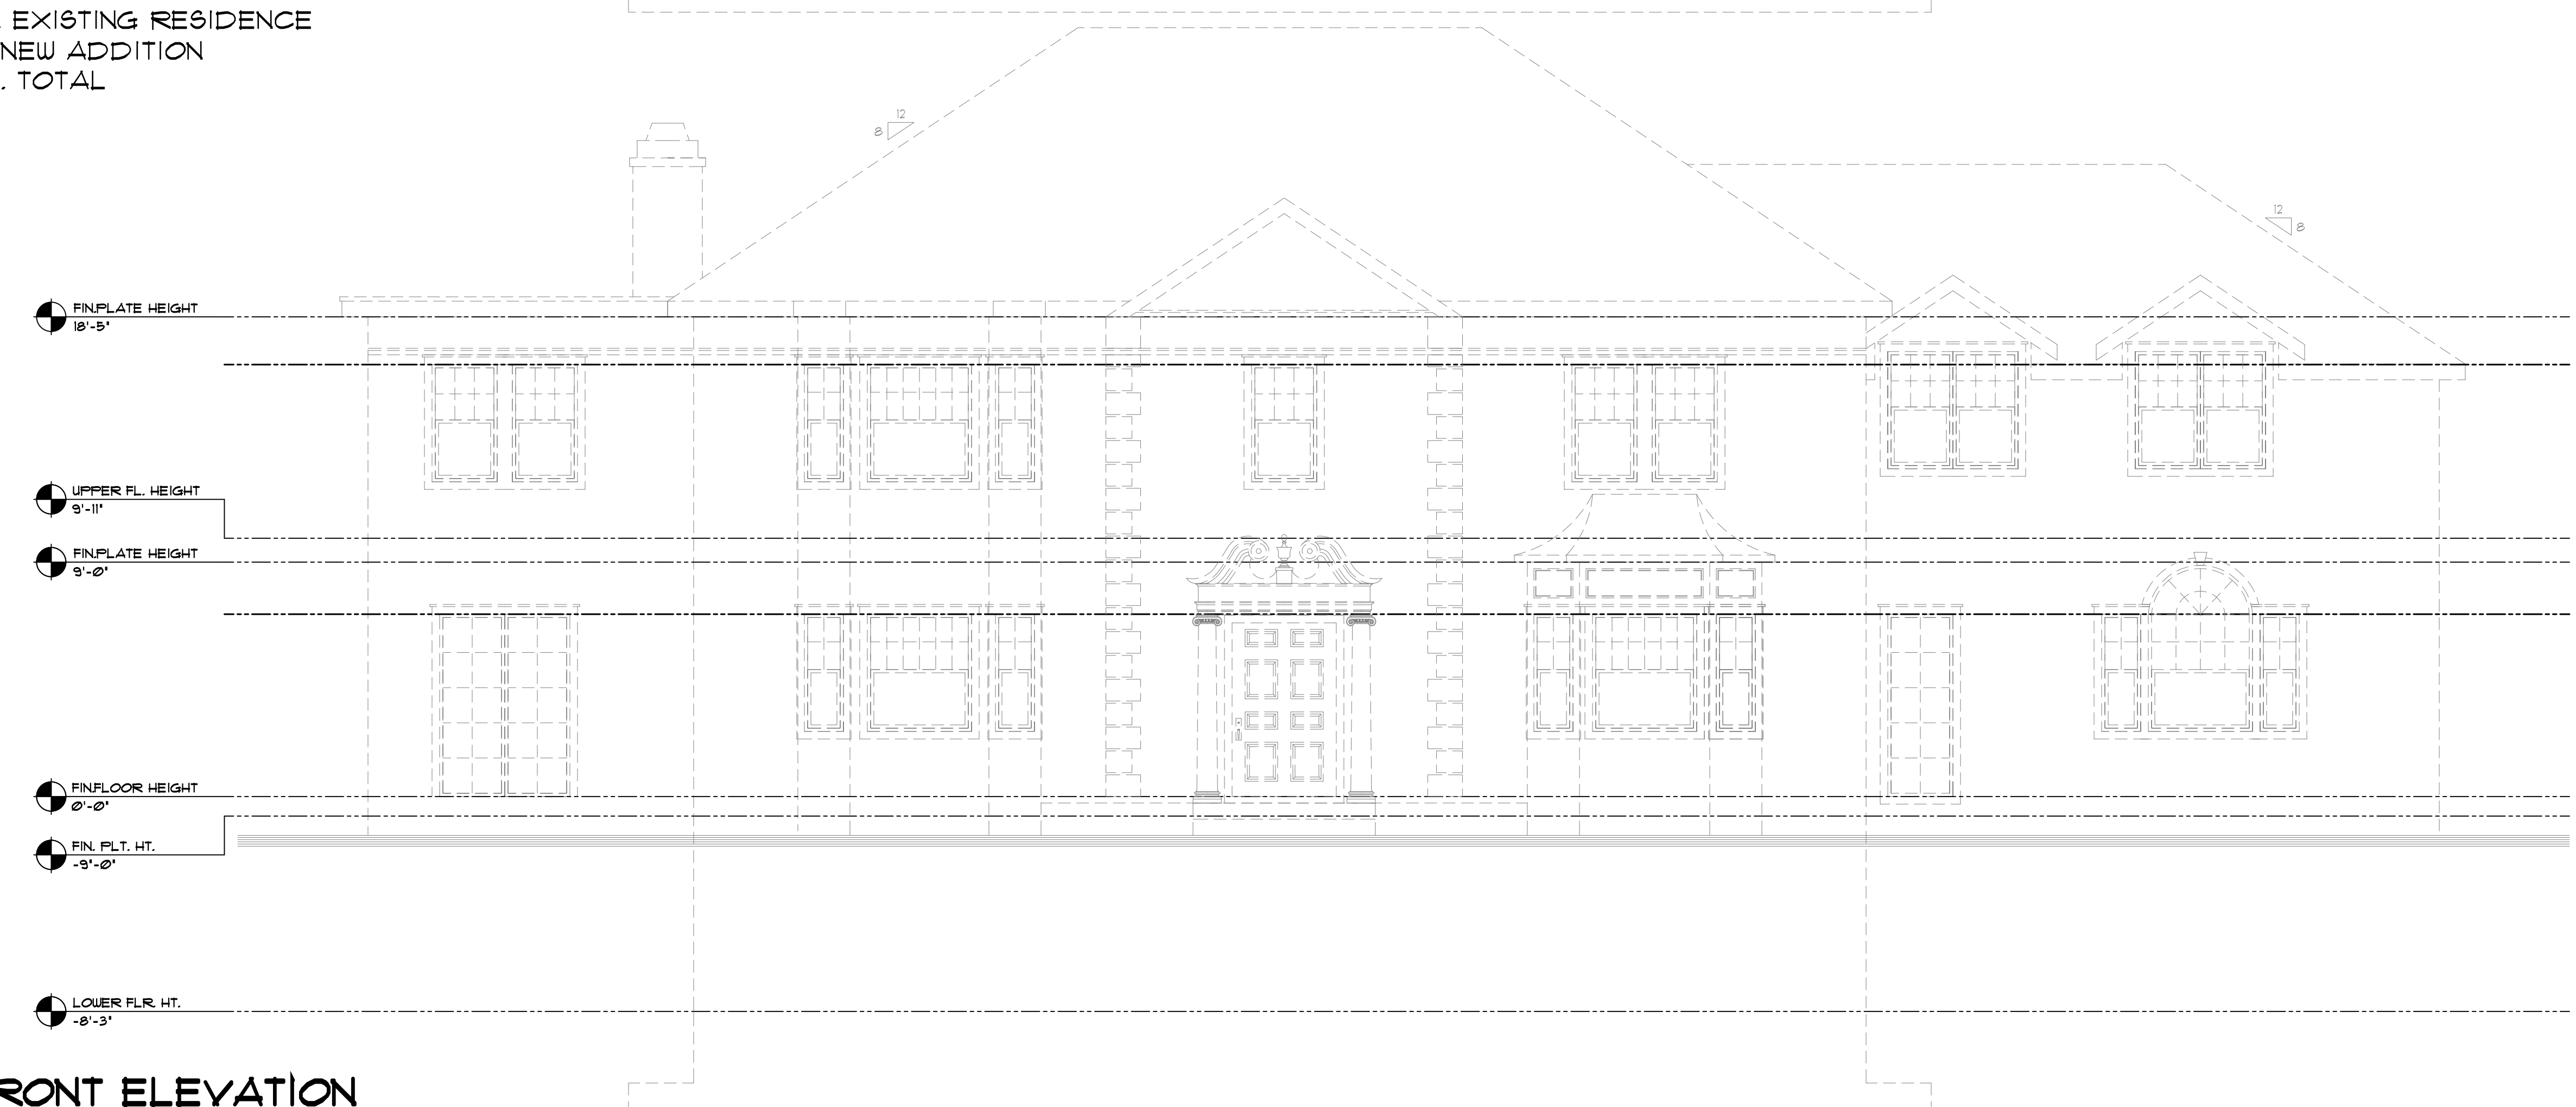 EXISTING RESIDENCE
NEW ADDITION
. TOTAL
12
8
12
8
FIN.PLATE HEIGHT
18'-5"
UPPER FL. HEIGHT
9'-11"
FIN.PLATE HEIGHT
9'-0"
FIN.FLOOR HEIGHT
0'-0"
FIN. PLT. HT.
-9"-0"
LOWER FLR. HT.
-8'-3"
RONT ELEVATION